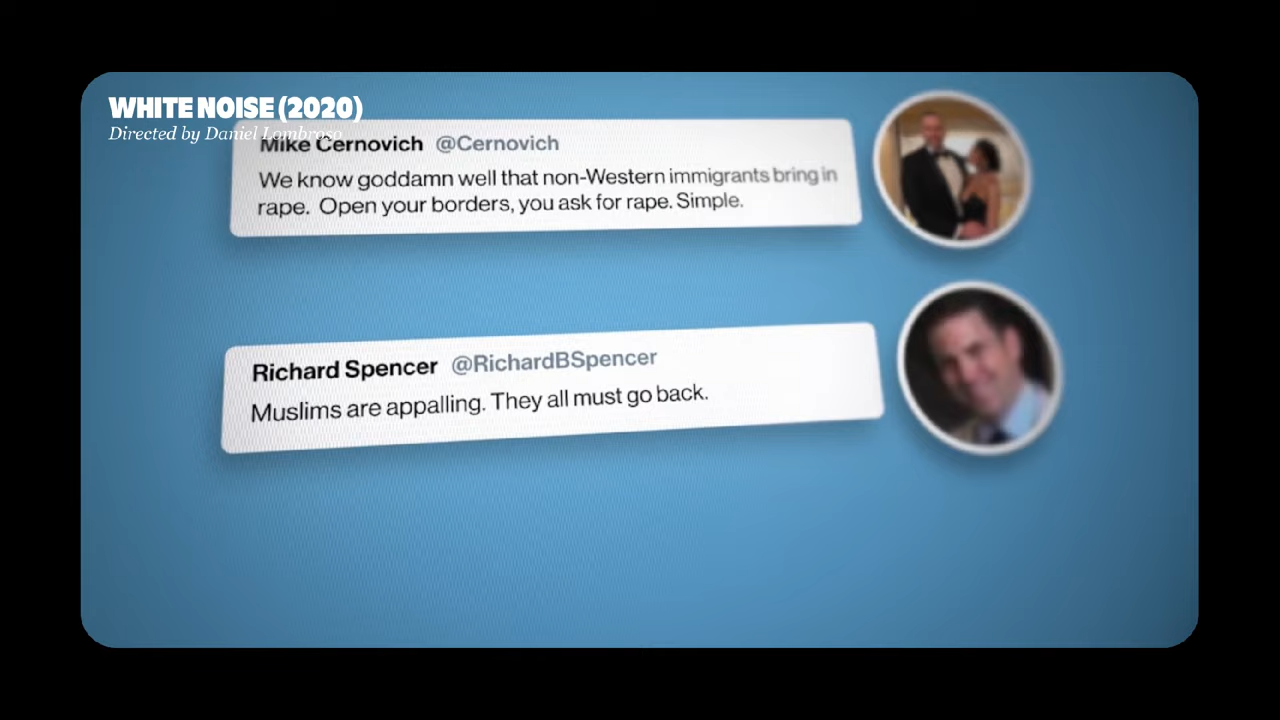 WHITE NOISE (2020)
Directed by Daniel Lombroso
Mike Cernovich @Cernovich
We know goddamn well that non-Western immigrants bring in
rape. Open your borders, you ask for rape. Simple.
Richard Spencer @RichardBSpencer
Muslims are appalling. They all must go back.